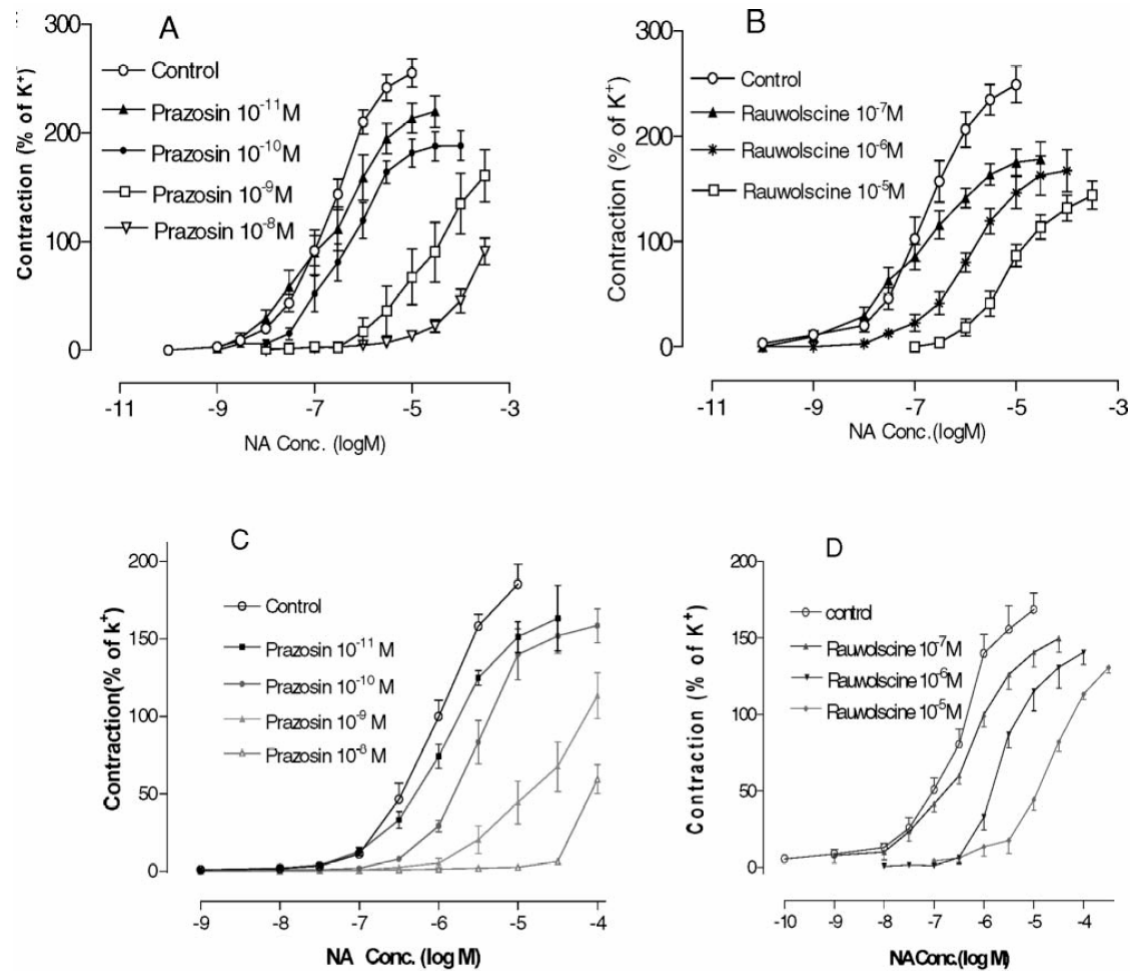 A
300
200
100
0
Contraction (% of K⁺)
Control
Prazosin 10⁻¹¹M
Prazosin 10⁻¹⁰M
Prazosin 10⁻⁹M
Prazosin 10⁻⁸M
-11
-9
-7
-5
-3
NA Conc. (logM)
B
300
200
100
0
Contraction (% of K⁺)
Control
Rauwolscine 10⁻⁷M
Rauwolscine 10⁻⁶M
Rauwolscine 10⁻⁵M
-11
-9
-7
-5
-3
NA Conc.(logM)
C
200
150
100
50
0
Contraction(% of k⁺)
Control
Prazosin 10⁻¹¹ M
Prazosin 10⁻¹⁰ M
Prazosin 10⁻⁹ M
Prazosin 10⁻⁸ M
-9
-8
-7
-6
-5
-4
NA Conc. (log M)
D
200
150
100
50
0
Contraction (% of K⁺)
control
Rauwolscine 10⁻⁷M
Rauwolscine 10⁻⁶M
Rauwolscine 10⁻⁵M
-10
-9
-8
-7
-6
-5
-4
NA Conc.(log M)